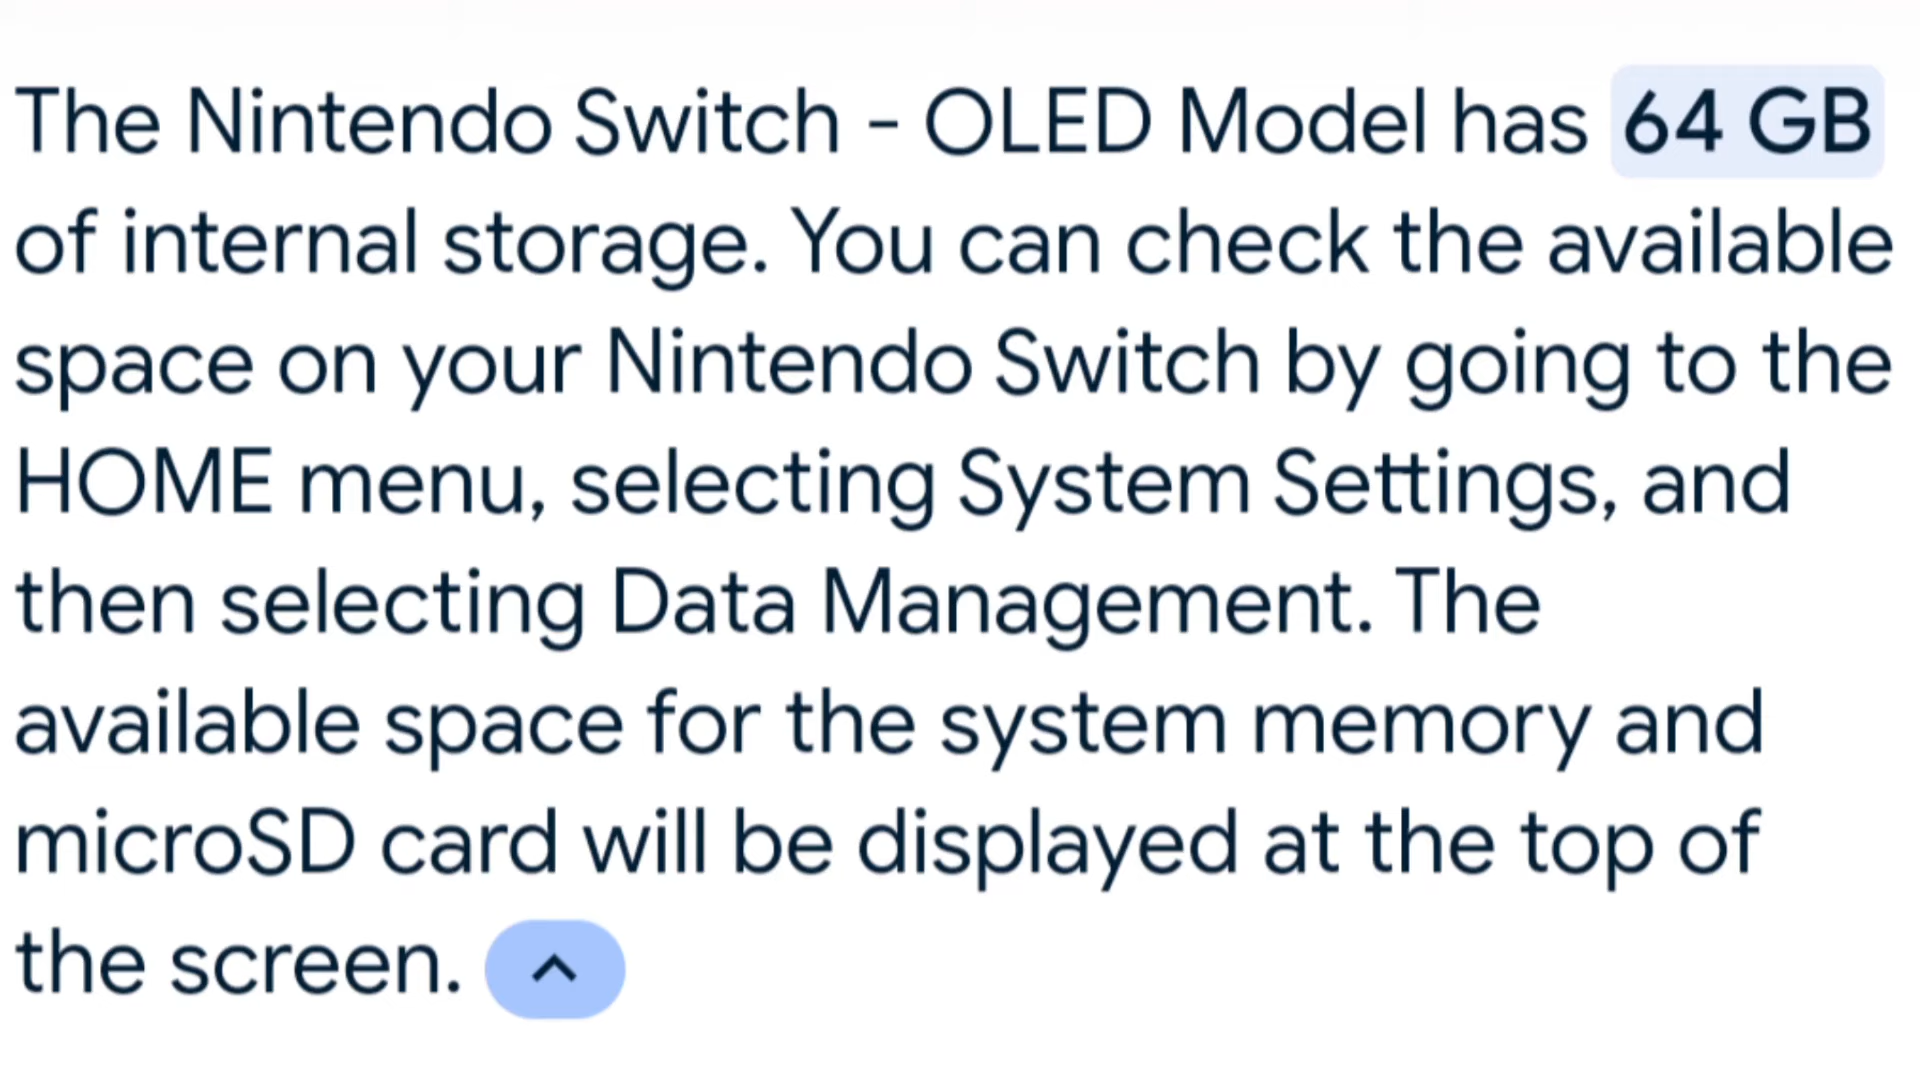 The Nintendo Switch - OLED Model has 64 GB
of internal storage. You can check the available
space on your Nintendo Switch by going to the
HOME menu, selecting System Settings, and
then selecting Data Management. The
available space for the system memory and
microSD card will be displayed at the top of
the screen.